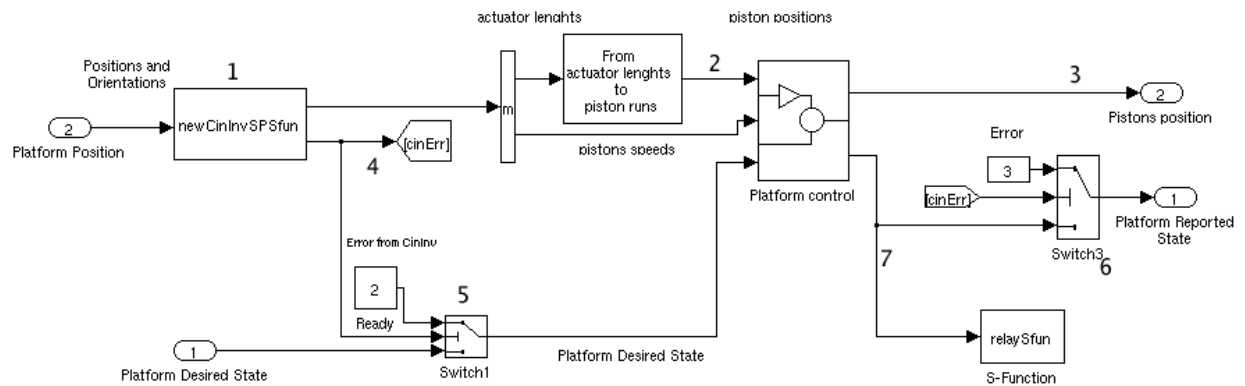 actuator lenghts
piston positions
Positions and
Orientations
1
newCinInvSPSfun
2
Platform Position
4
[cinErr]
m
From
actuator lenghts
to
piston runs
2
pistons speeds
Platform control
3
2
Pistons position
Error
3
[cinErr]
Switch3
6
1
Platform Reported
State
7
Error from CinInv
2
Ready
5
Switch1
1
Platform Desired State
Platform Desired State
relaySfun
S-Function